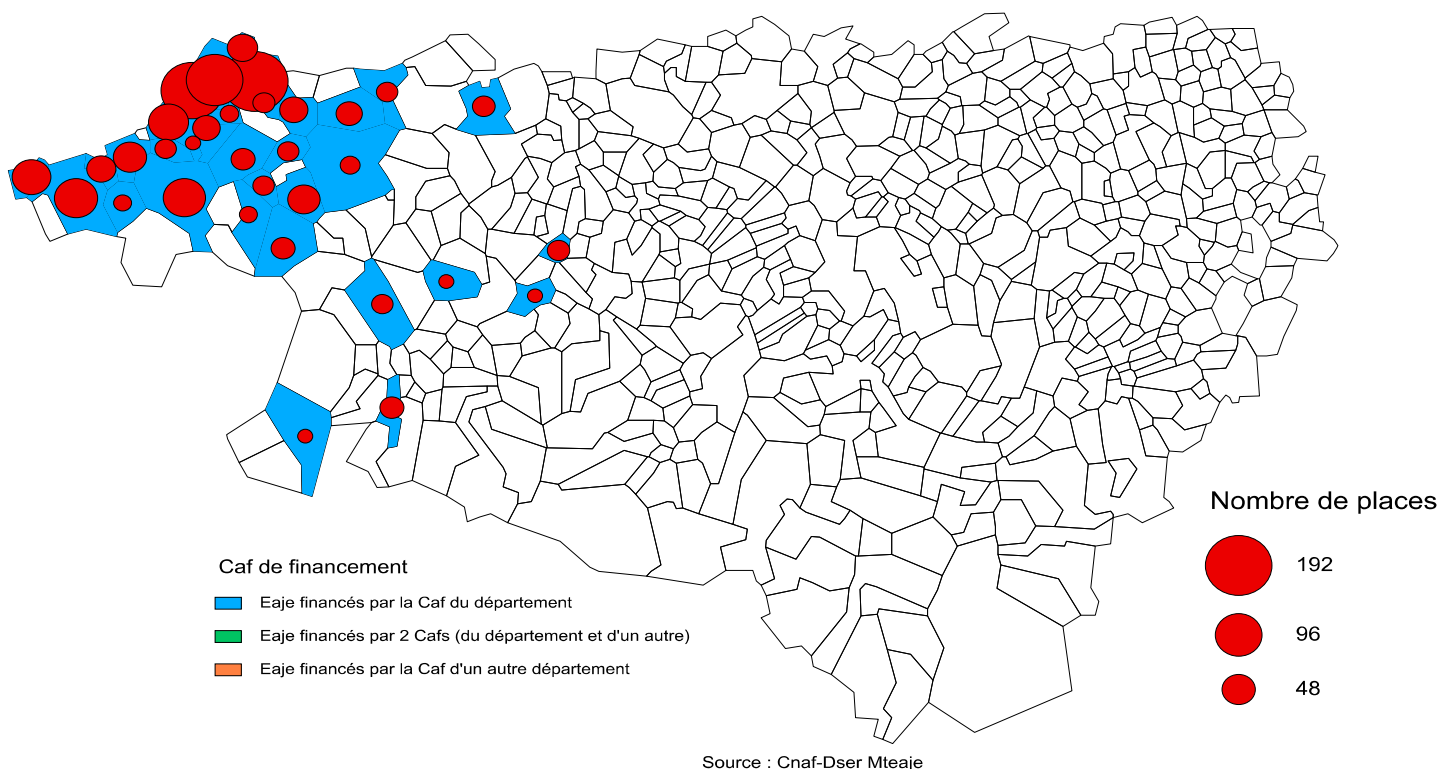 Nombre de places
192
96
48
Caf de financement
Eaje financés par la Caf du département
Eaje financés par 2 Cafs (du département et d'un autre)
Eaje financés par la Caf d'un autre département
Source : Cnaf-Dser Mteaje